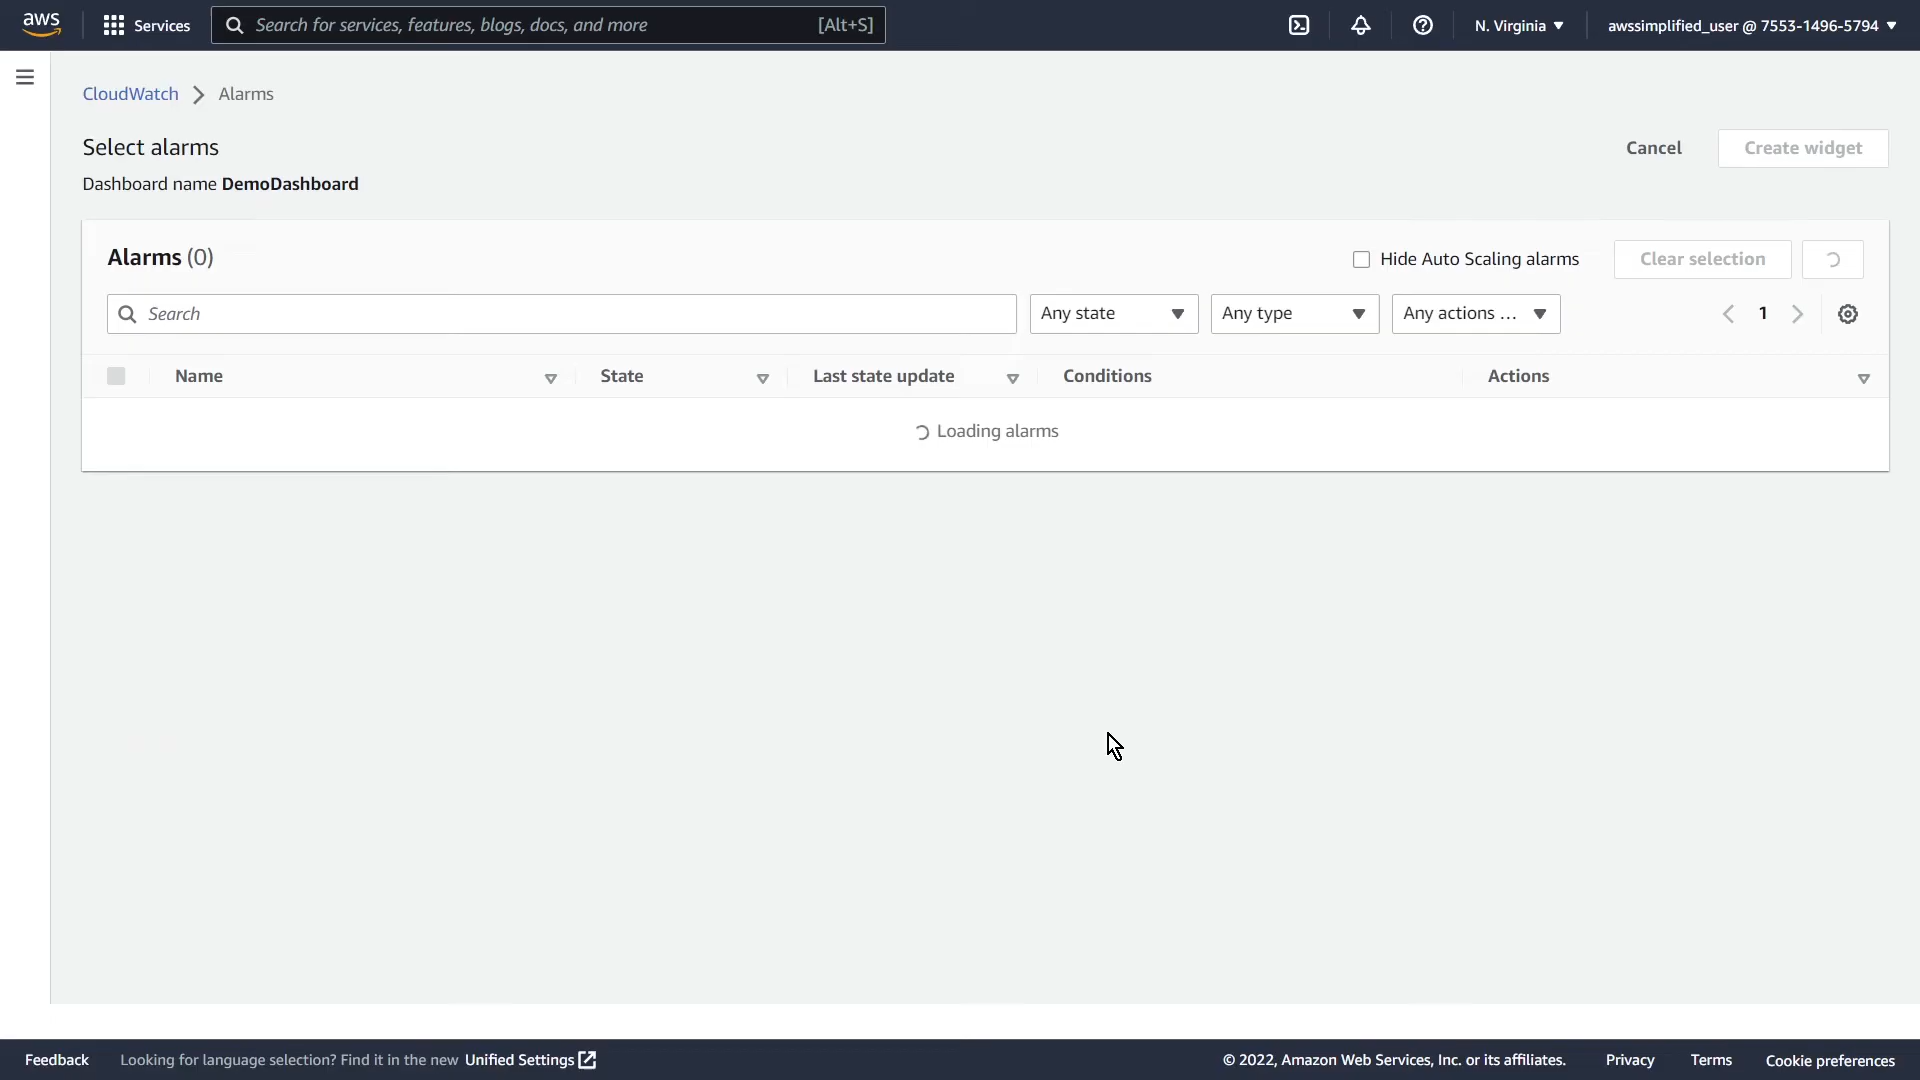 aws Services Search for services, features, blogs, docs, and more [Alt+S] N. Virginia awssimplified_user @ 7553-1496-5794
CloudWatch Alarms
Select alarms Cancel Create widget
Dashboard name DemoDashboard
Alarms (0) Hide Auto Scaling alarms Clear selection
Search Any state Any type Any actions ... 1
Name State Last state update Conditions Actions
Loading alarms
Feedback Looking for language selection? Find it in the new Unified Settings © 2022, Amazon Web Services, Inc. or its affiliates. Privacy Terms Cookie preferences